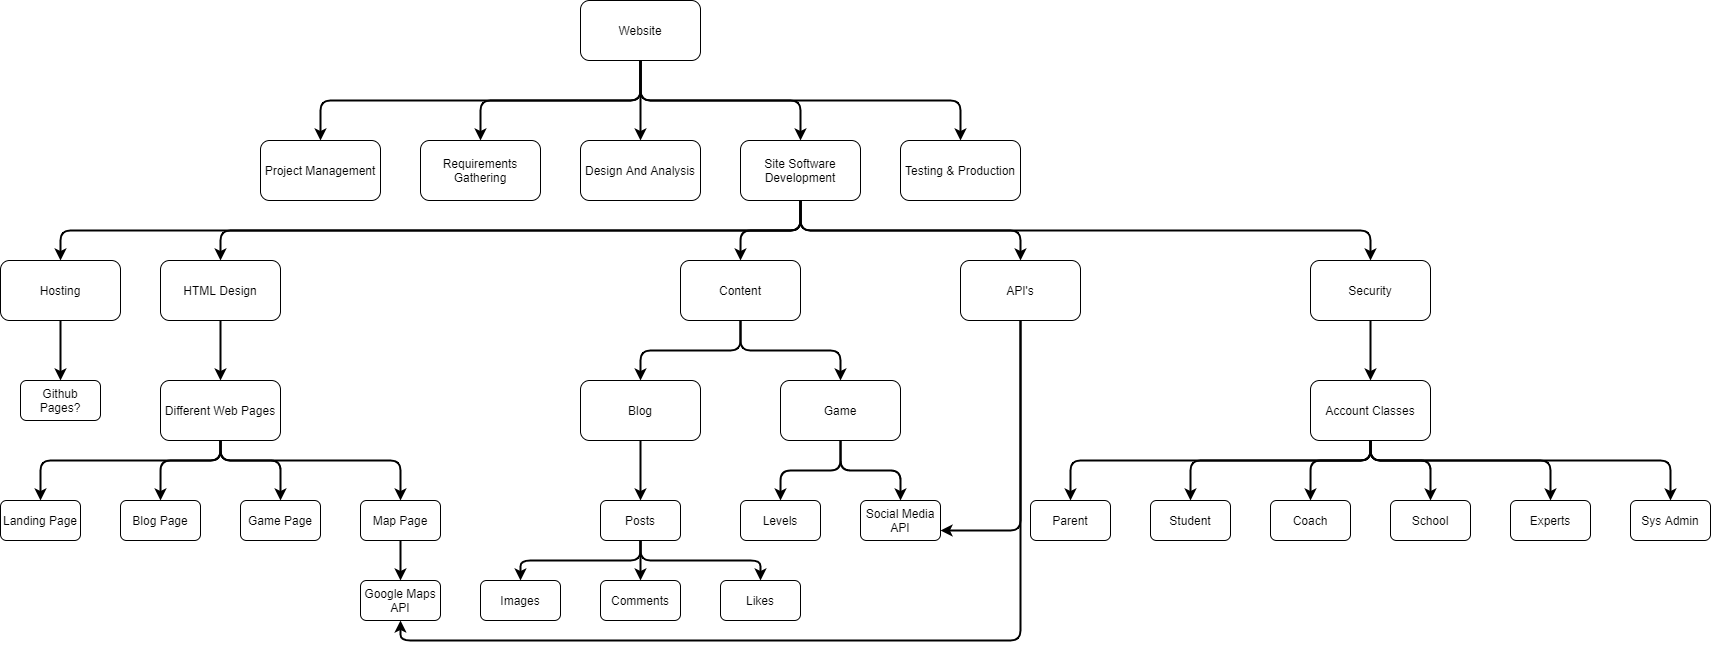 Website
Project Management
Requirements
Gathering
Design And Analysis
Site Software
Development
Testing & Production
Hosting
HTML Design
Content
API's
Security
Github
Pages?
Different Web Pages
Blog
Game
Account Classes
Landing Page
Blog Page
Game Page
Map Page
Posts
Levels
Social Media
API
Parent
Student
Coach
School
Experts
Sys Admin
Google Maps
API
Images
Comments
Likes